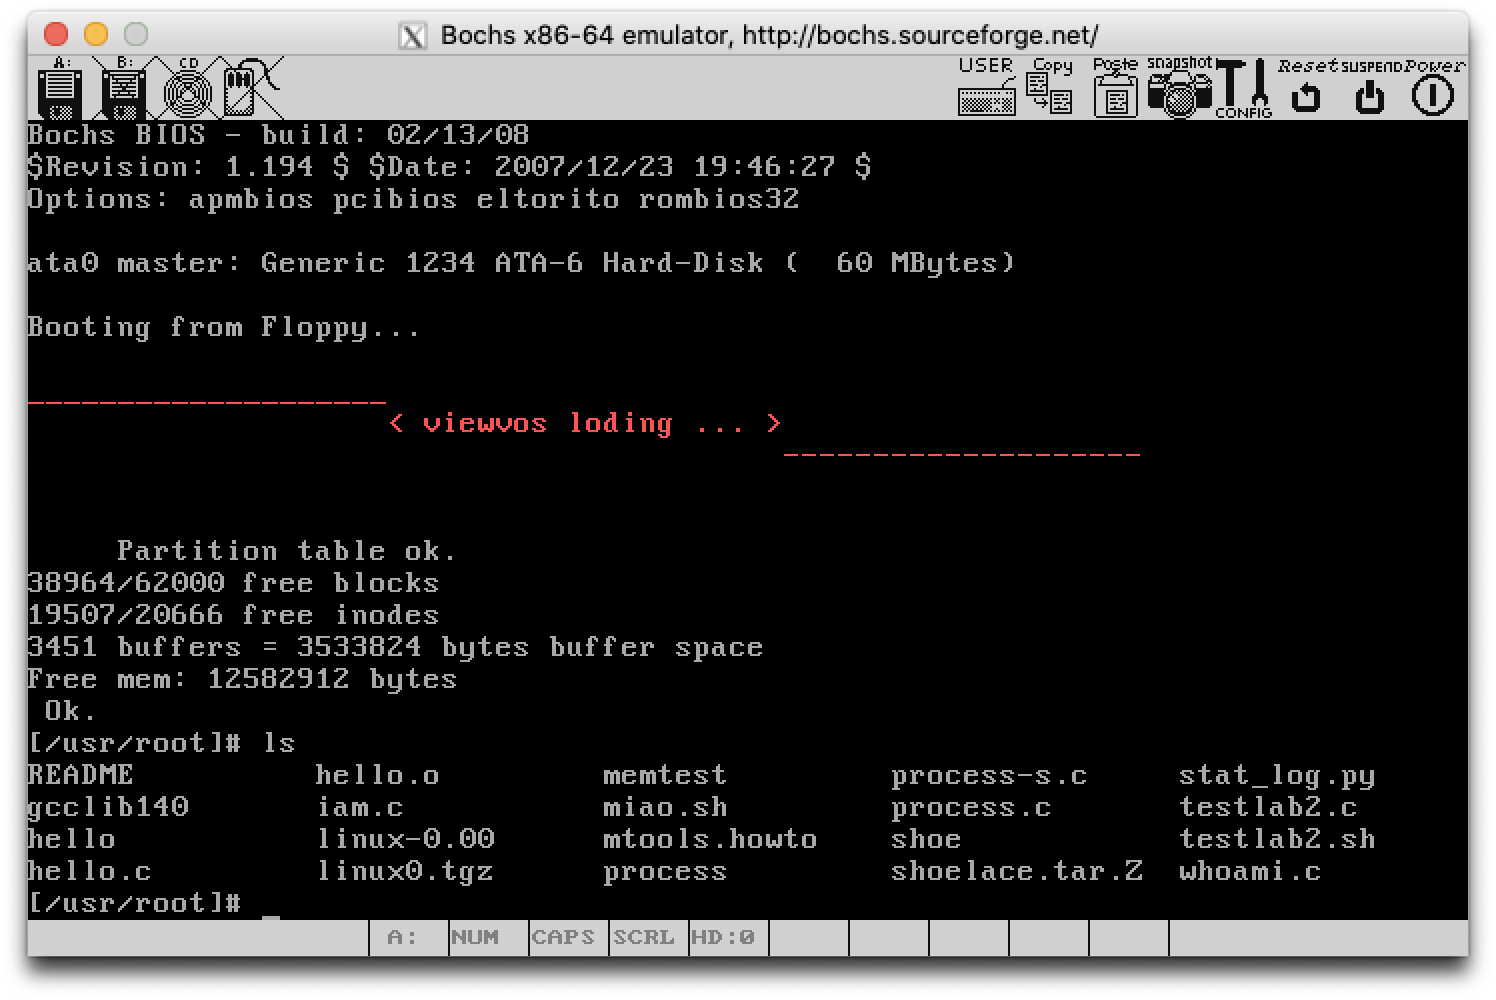 Bochs x86-64 emulator, http://bochs.sourceforge.net/
A: B: CD USER Copy Paste snapshot CONFIG Reset SUSPEND Power
Bochs BIOS - build: 02/13/08
$Revision: 1.194 $ $Date: 2007/12/23 19:46:27 $
Options: apmbios pcibios eltorito rombios32
ata0 master: Generic 1234 ATA-6 Hard-Disk (  60 MBytes)
Booting from Floppy...
--------------------
< viewvos loding ... >
--------------------
Partition table ok.
38964/62000 free blocks
19507/20666 free inodes
3451 buffers = 3533824 bytes buffer space
Free mem: 12582912 bytes
Ok.
[/usr/root]# ls
README hello.o memtest process-s.c stat_log.py
gcclib140 iam.c miao.sh process.c testlab2.c
hello linux-0.00 mtools.howto shoe testlab2.sh
hello.c linux0.tgz process shoelace.tar.Z whoami.c
[/usr/root]# _
A: NUM CAPS SCRL HD:0